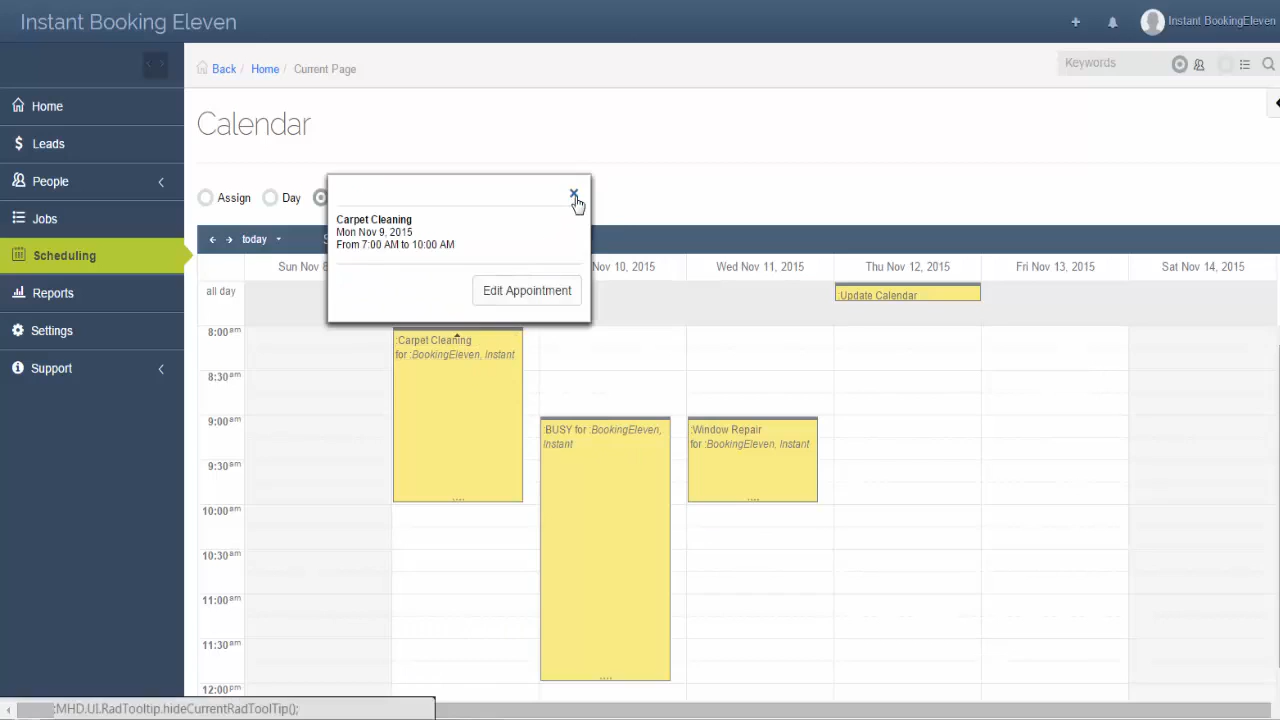 Instant Booking Eleven
Instant BookingEleven
Back / Home / Current Page
Keywords
Home
Leads
People
Jobs
Scheduling
Reports
Settings
Support
Calendar
Assign Day
today
Carpet Cleaning
Mon Nov 9, 2015
From 7:00 AM to 10:00 AM
Edit Appointment
Sun Nov Nov 10, 2015 Wed Nov 11, 2015 Thu Nov 12, 2015 Fri Nov 13, 2015 Sat Nov 14, 2015
all day
:Update Calendar
8:00am
:Carpet Cleaning
for :BookingEleven, Instant
8:30am
9:00am
:BUSY for :BookingEleven,
Instant
:Window Repair
for :BookingEleven, Instant
9:30am
10:00am
10:30am
11:00am
11:30am
12:00pm
:MHD.ULRadTooltip.hideCurrentRadToolTip();